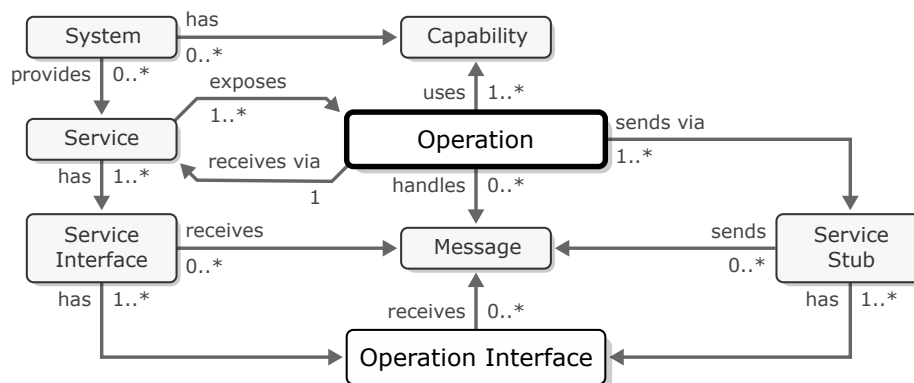 has
System
Capability
0..*
provides
0..*
exposes
uses
1..*
1..*
Operation
sends via
Service
receives via
1..*
has
1..*
1
handles
0..*
Service
Interface
receives
0..*
Message
sends
0..*
Service
Stub
has
1..*
receives
0..*
has
1..*
Operation Interface